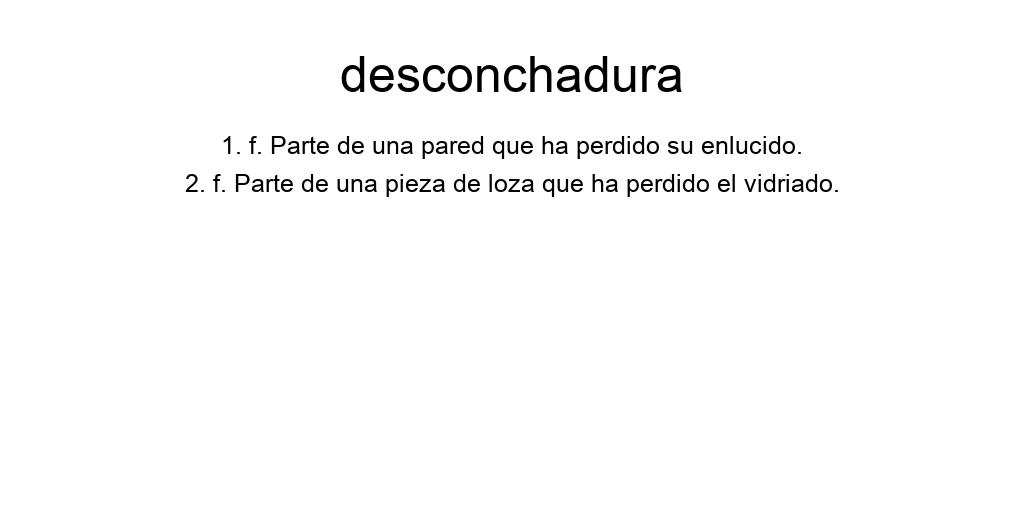 desconchadura
1. f. Parte de una pared que ha perdido su enlucido.
2. f. Parte de una pieza de loza que ha perdido el vidriado.